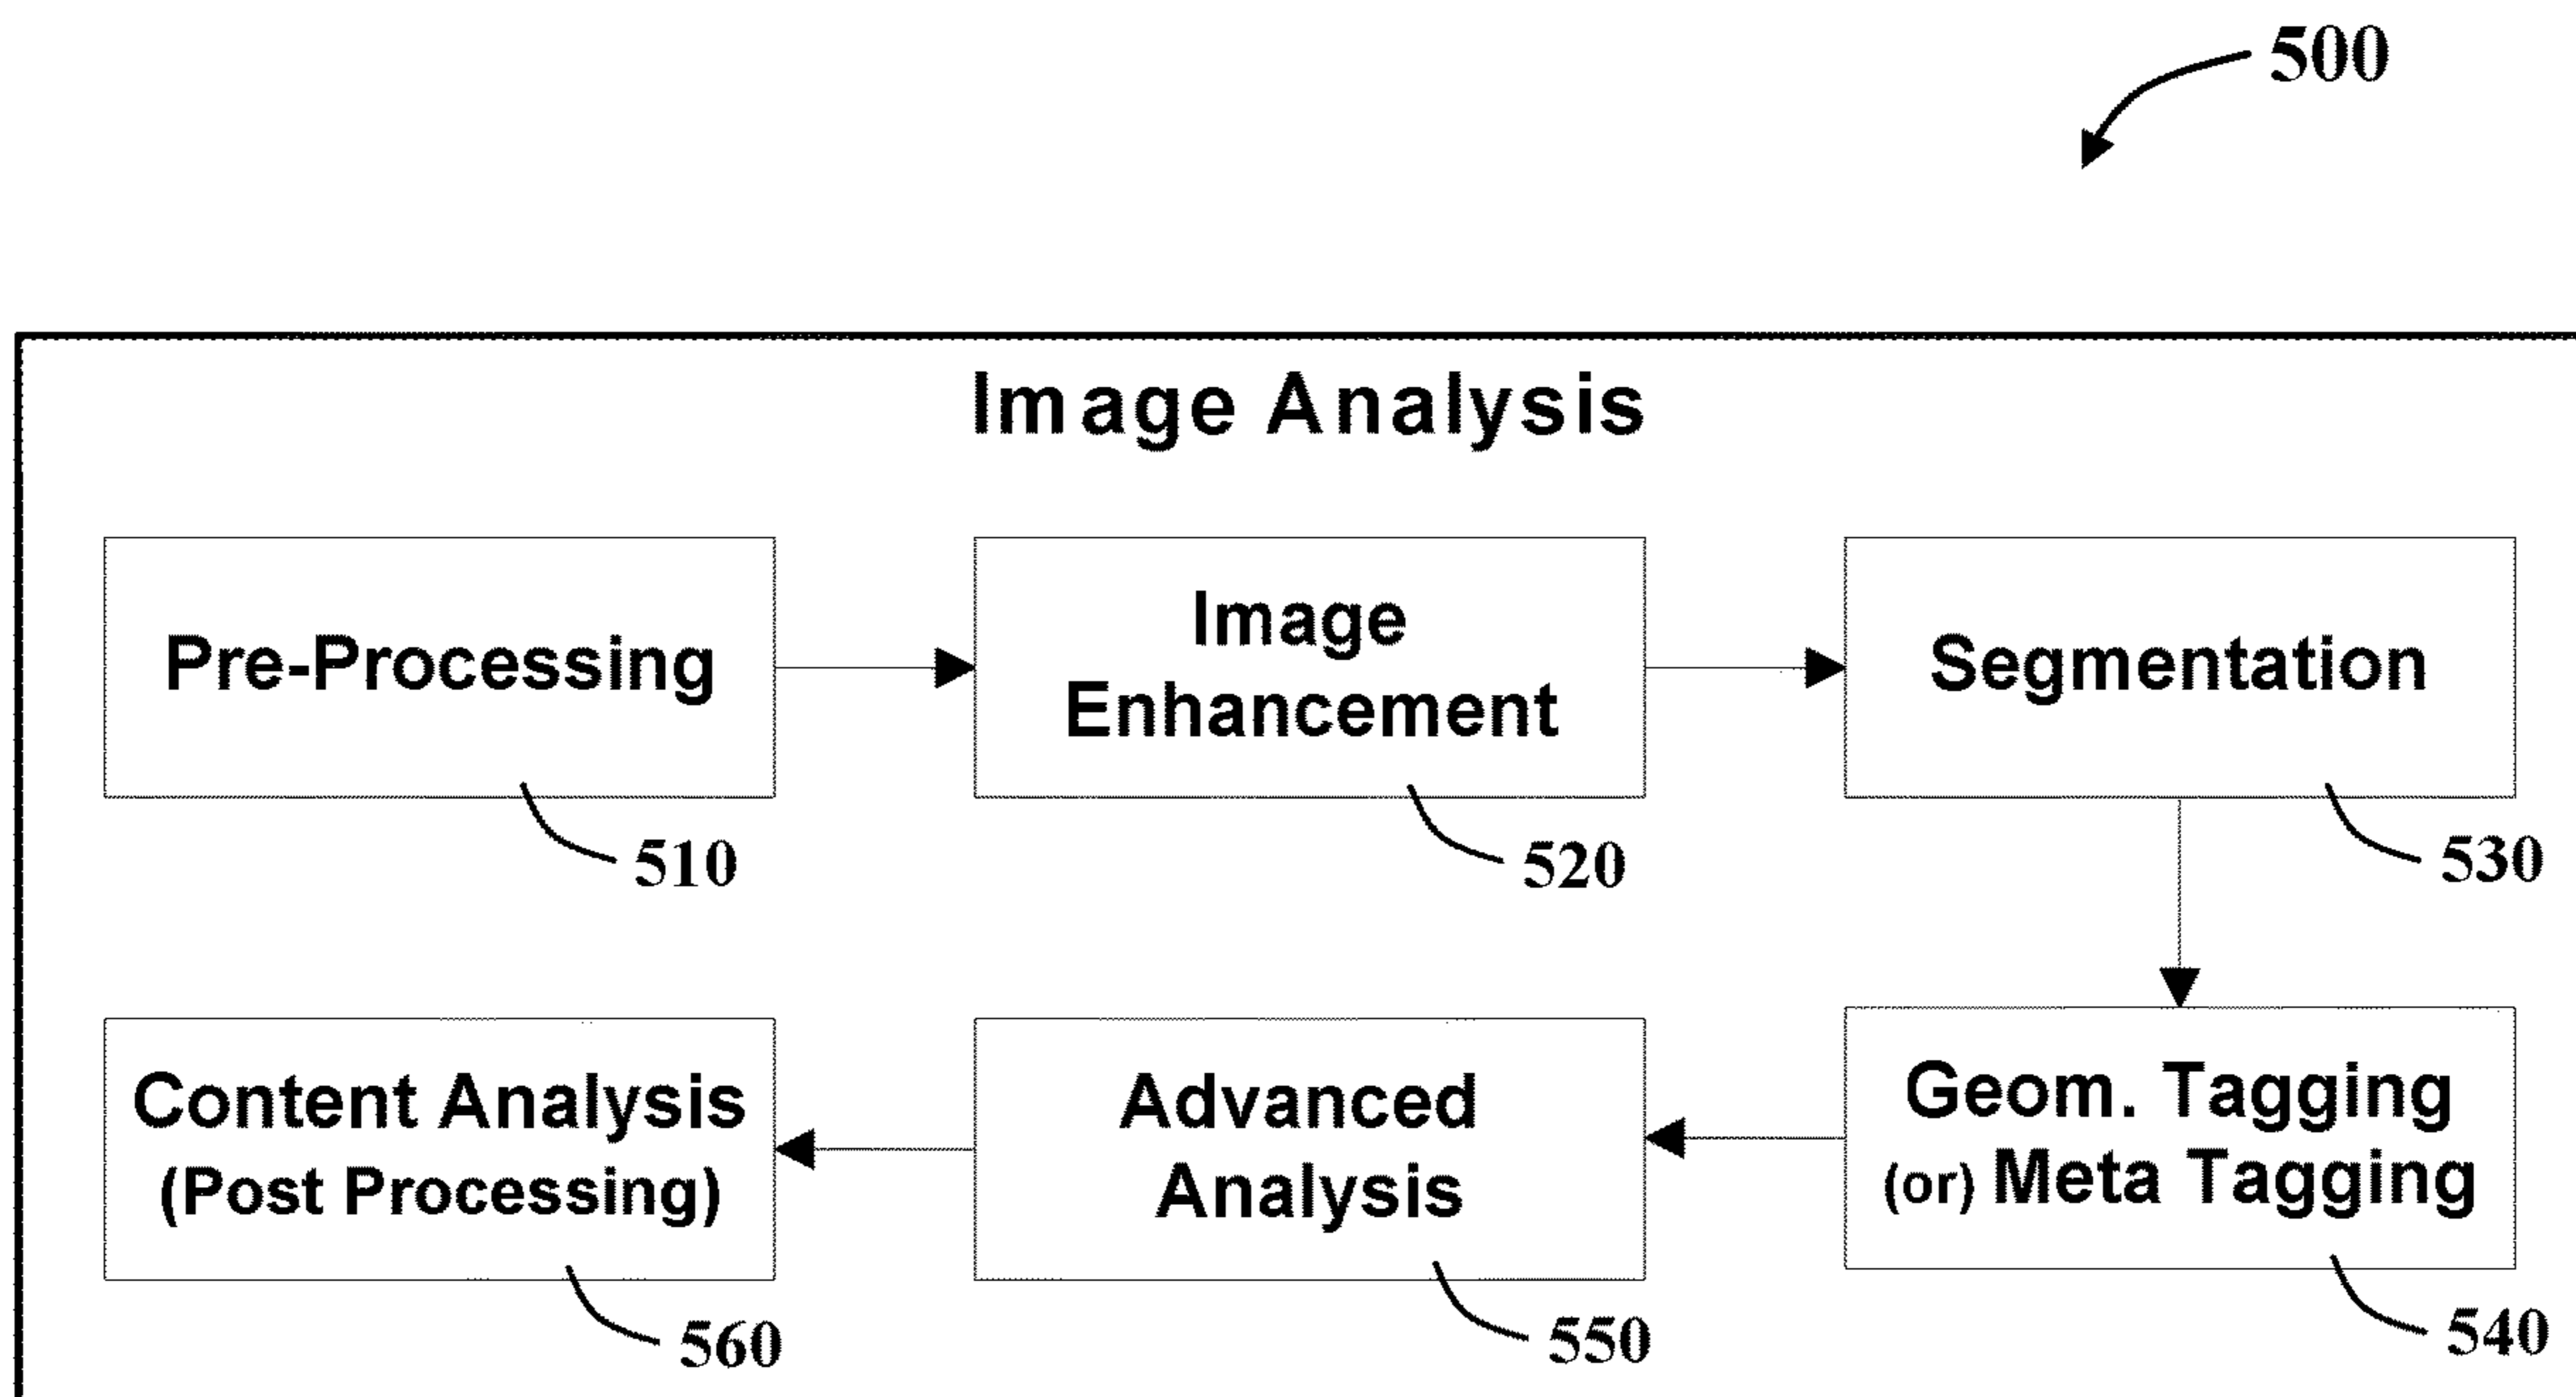 500
Image Analysis
Pre-Processing
510
Image
Enhancement
520
Segmentation
530
Geom. Tagging
(or) Meta Tagging
540
Advanced
Analysis
550
Content Analysis
(Post Processing)
560